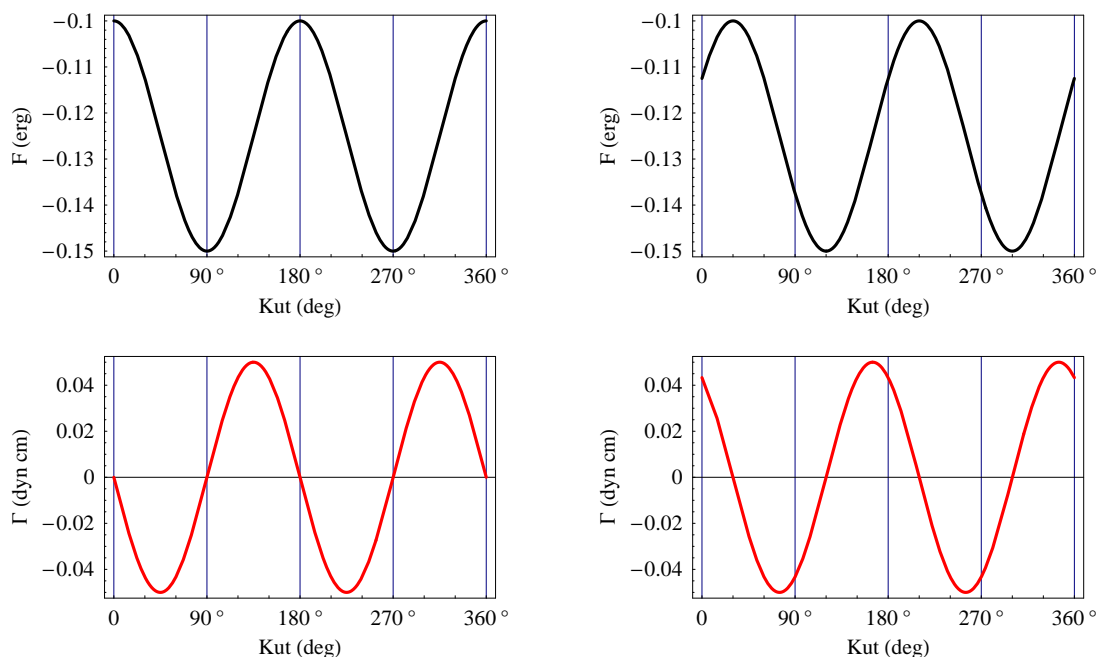 −0.1
−0.11
−0.12
−0.13
−0.14
−0.15
F (erg)
0 90 ° 180 ° 270 ° 360 °
Kut (deg)
−0.1
−0.11
−0.12
−0.13
−0.14
−0.15
F (erg)
0 90 ° 180 ° 270 ° 360 °
Kut (deg)
0.04
0.02
0
−0.02
−0.04
Γ (dyn cm)
0 90 ° 180 ° 270 ° 360 °
Kut (deg)
0.04
0.02
0
−0.02
−0.04
Γ (dyn cm)
0 90 ° 180 ° 270 ° 360 °
Kut (deg)